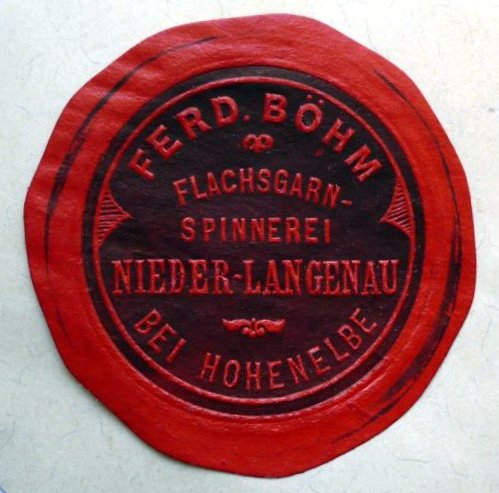 FERD. BÖHM
FLACHSGARN-
SPINNEREI
NIEDER-LANGENAU
BEI HOHENELBE